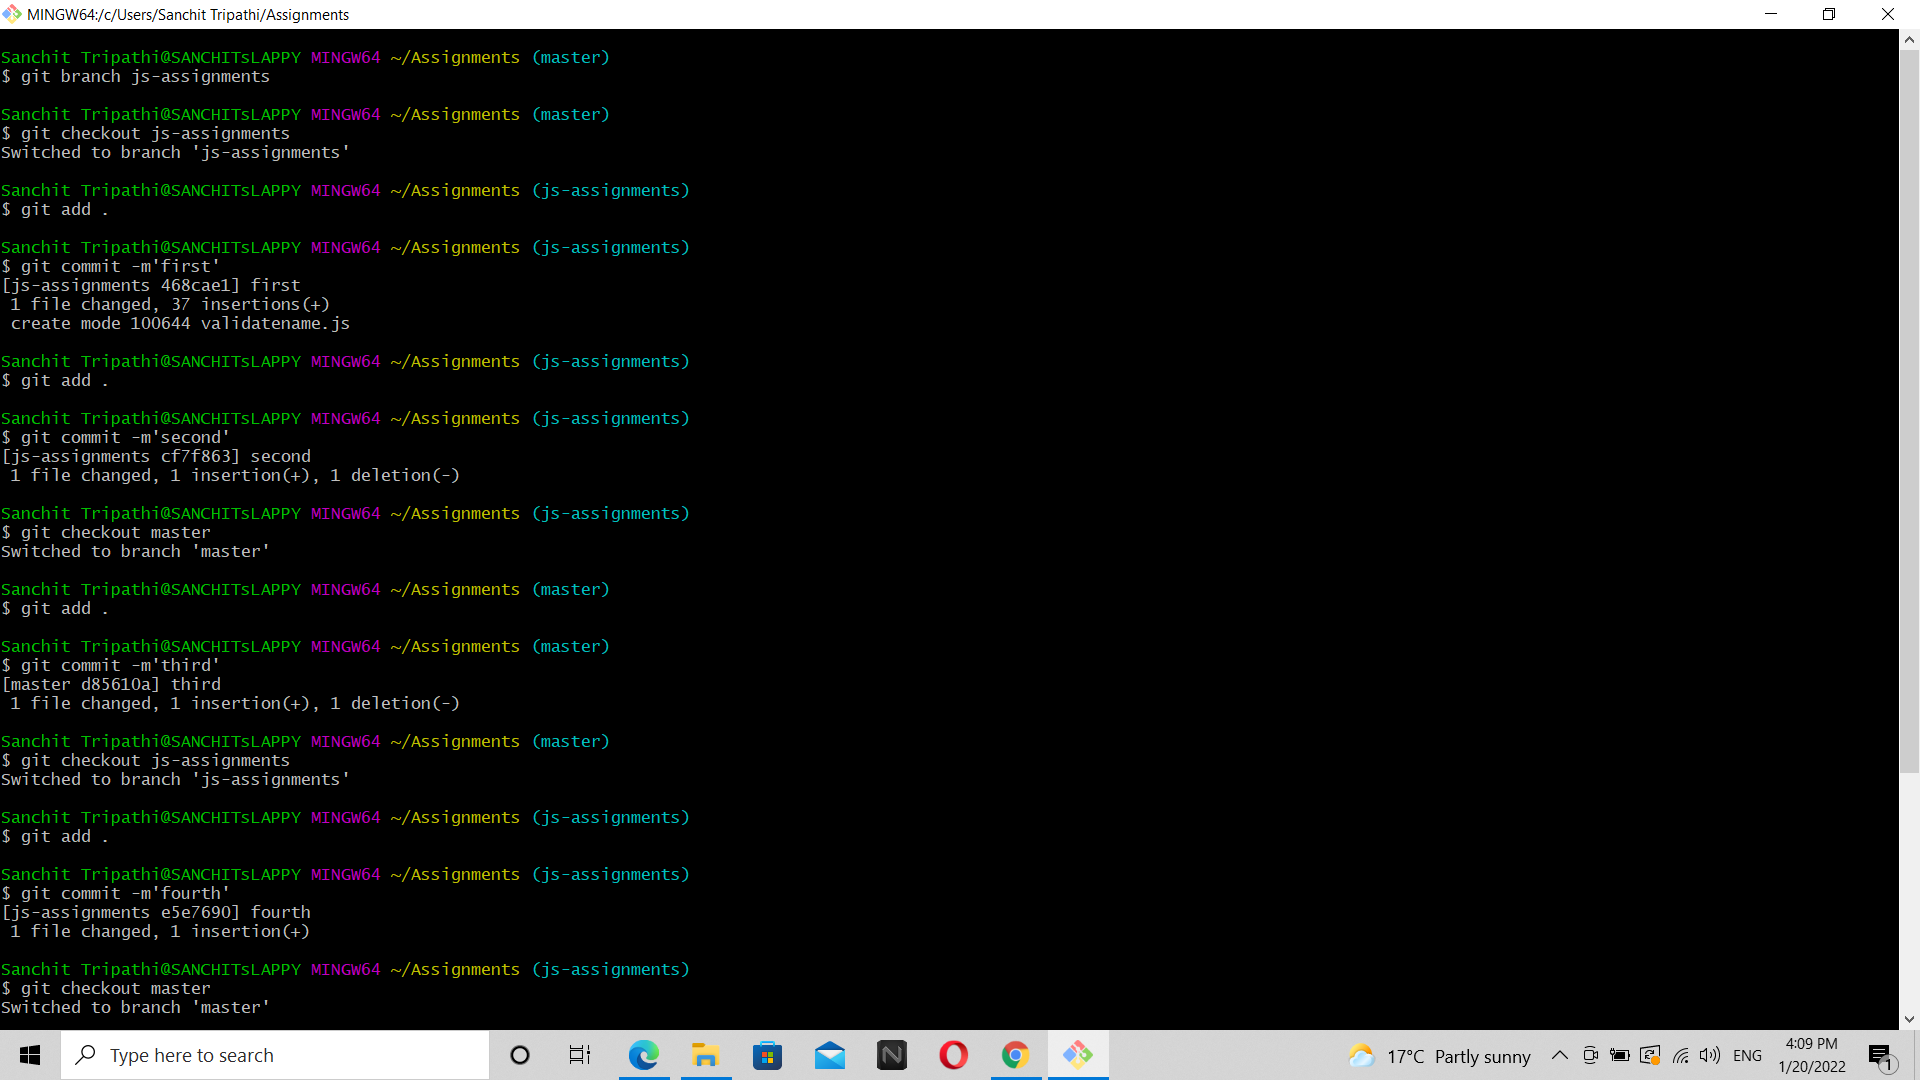 MINGW64:/c/Users/Sanchit Tripathi/Assignments
Sanchit Tripathi@SANCHITsLAPPY MINGW64 ~/Assignments (master)
$ git branch js-assignments
Sanchit Tripathi@SANCHITsLAPPY MINGW64 ~/Assignments (master)
$ git checkout js-assignments
Switched to branch 'js-assignments'
Sanchit Tripathi@SANCHITsLAPPY MINGW64 ~/Assignments (js-assignments)
$ git add .
Sanchit Tripathi@SANCHITsLAPPY MINGW64 ~/Assignments (js-assignments)
$ git commit -m'first'
[js-assignments 468cae1] first
1 file changed, 37 insertions(+)
create mode 100644 validatename.js
Sanchit Tripathi@SANCHITsLAPPY MINGW64 ~/Assignments (js-assignments)
$ git add .
Sanchit Tripathi@SANCHITsLAPPY MINGW64 ~/Assignments (js-assignments)
$ git commit -m'second'
[js-assignments cf7f863] second
1 file changed, 1 insertion(+), 1 deletion(-)
Sanchit Tripathi@SANCHITsLAPPY MINGW64 ~/Assignments (js-assignments)
$ git checkout master
Switched to branch 'master'
Sanchit Tripathi@SANCHITsLAPPY MINGW64 ~/Assignments (master)
$ git add .
Sanchit Tripathi@SANCHITsLAPPY MINGW64 ~/Assignments (master)
$ git commit -m'third'
[master d85610a] third
1 file changed, 1 insertion(+), 1 deletion(-)
Sanchit Tripathi@SANCHITsLAPPY MINGW64 ~/Assignments (master)
$ git checkout js-assignments
Switched to branch 'js-assignments'
Sanchit Tripathi@SANCHITsLAPPY MINGW64 ~/Assignments (js-assignments)
$ git add .
Sanchit Tripathi@SANCHITsLAPPY MINGW64 ~/Assignments (js-assignments)
$ git commit -m'fourth'
[js-assignments e5e7690] fourth
1 file changed, 1 insertion(+)
Sanchit Tripathi@SANCHITsLAPPY MINGW64 ~/Assignments (js-assignments)
$ git checkout master
Switched to branch 'master'
Type here to search
N
17°C Partly sunny
ENG
4:09 PM
1/20/2022
1